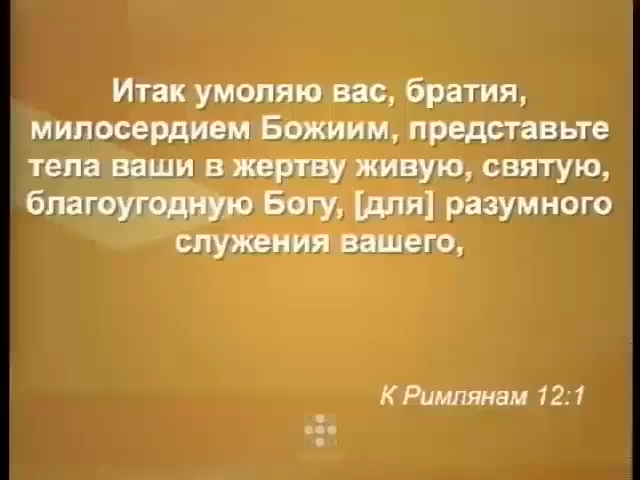 Итак умоляю вас, братия,
милосердием Божиим, представьте
тела ваши в жертву живую, святую,
благоугодную Богу, [для] разумного
служения вашего,
К Римлянам 12:1